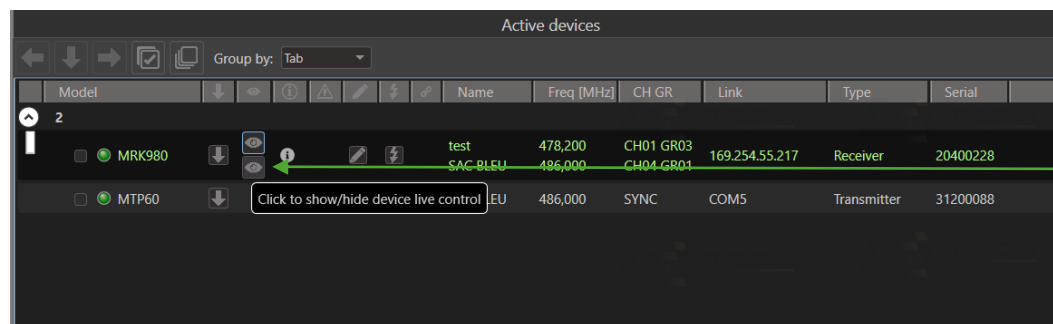 Active devices
Group by: Tab
Model Name Freq [MHz] CH GR Link Type Serial
2
MRK980 test 478,200 CH01 GR03 169.254.55.217 Receiver 20400228
SAC BLEU 486,000 CH04 GR01
MTP60 LEU 486,000 SYNC COM5 Transmitter 31200088
Click to show/hide device live control